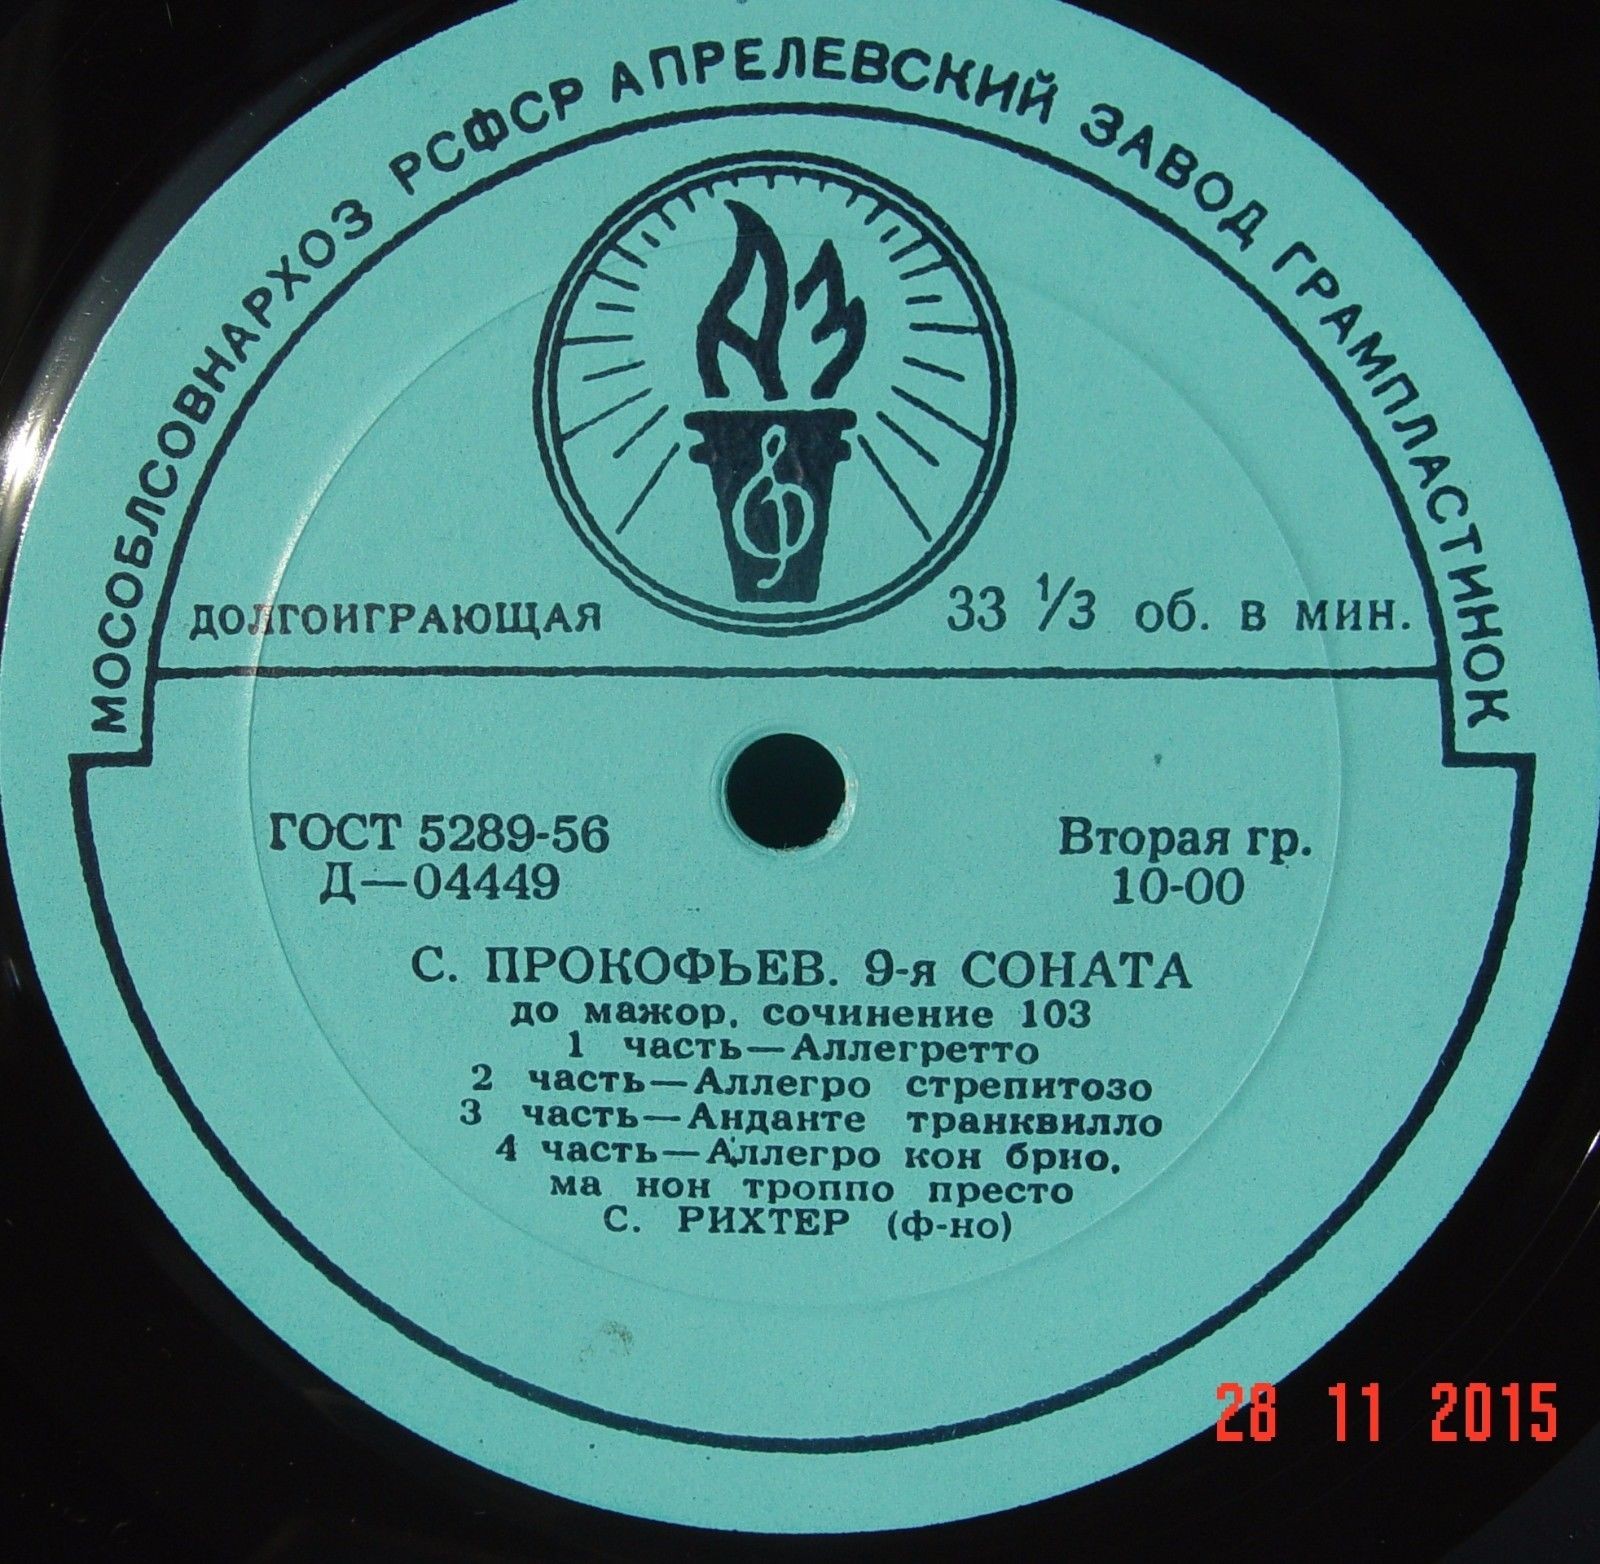 МОСОБЛСОВНАРХОЗ РСФСР АПРЕЛЕВСКИЙ ЗАВОД ГРАМПЛАСТИНОК
АЗ
ДОЛГОИГРАЮЩАЯ
33 1/3 об. в мин.
ГОСТ 5289-56
Д—04449
Вторая гр.
10-00
С. ПРОКОФЬЕВ. 9-я СОНАТА
до мажор, сочинение 103
1 часть—Аллегретто
2 часть—Аллегро стрепитозо
3 часть—Анданте транквилло
4 часть—Аллегро кон брио,
ма нон троппо престо
С. РИХТЕР (ф-но)
28 11 2015